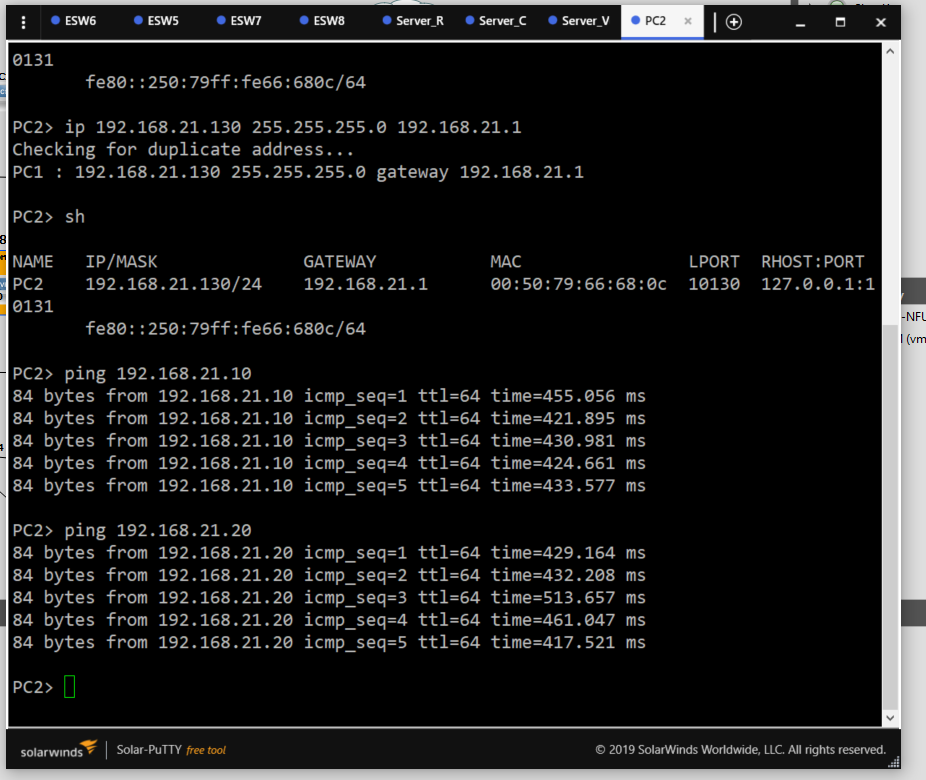 ESW6 ESW5 ESW7 ESW8 Server_R Server_C Server_V PC2
0131
fe80::250:79ff:fe66:680c/64
PC2> ip 192.168.21.130 255.255.255.0 192.168.21.1
Checking for duplicate address...
PC1 : 192.168.21.130 255.255.255.0 gateway 192.168.21.1
PC2> sh
NAME IP/MASK GATEWAY MAC LPORT RHOST:PORT
PC2 192.168.21.130/24 192.168.21.1 00:50:79:66:68:0c 10130 127.0.0.1:1
0131
fe80::250:79ff:fe66:680c/64
PC2> ping 192.168.21.10
84 bytes from 192.168.21.10 icmp_seq=1 ttl=64 time=455.056 ms
84 bytes from 192.168.21.10 icmp_seq=2 ttl=64 time=421.895 ms
84 bytes from 192.168.21.10 icmp_seq=3 ttl=64 time=430.981 ms
84 bytes from 192.168.21.10 icmp_seq=4 ttl=64 time=424.661 ms
84 bytes from 192.168.21.10 icmp_seq=5 ttl=64 time=433.577 ms
PC2> ping 192.168.21.20
84 bytes from 192.168.21.20 icmp_seq=1 ttl=64 time=429.164 ms
84 bytes from 192.168.21.20 icmp_seq=2 ttl=64 time=432.208 ms
84 bytes from 192.168.21.20 icmp_seq=3 ttl=64 time=513.657 ms
84 bytes from 192.168.21.20 icmp_seq=4 ttl=64 time=461.047 ms
84 bytes from 192.168.21.20 icmp_seq=5 ttl=64 time=417.521 ms
PC2>
solarwinds Solar-PuTTY free tool © 2019 SolarWinds Worldwide, LLC. All rights reserved.
-NFU
(vm